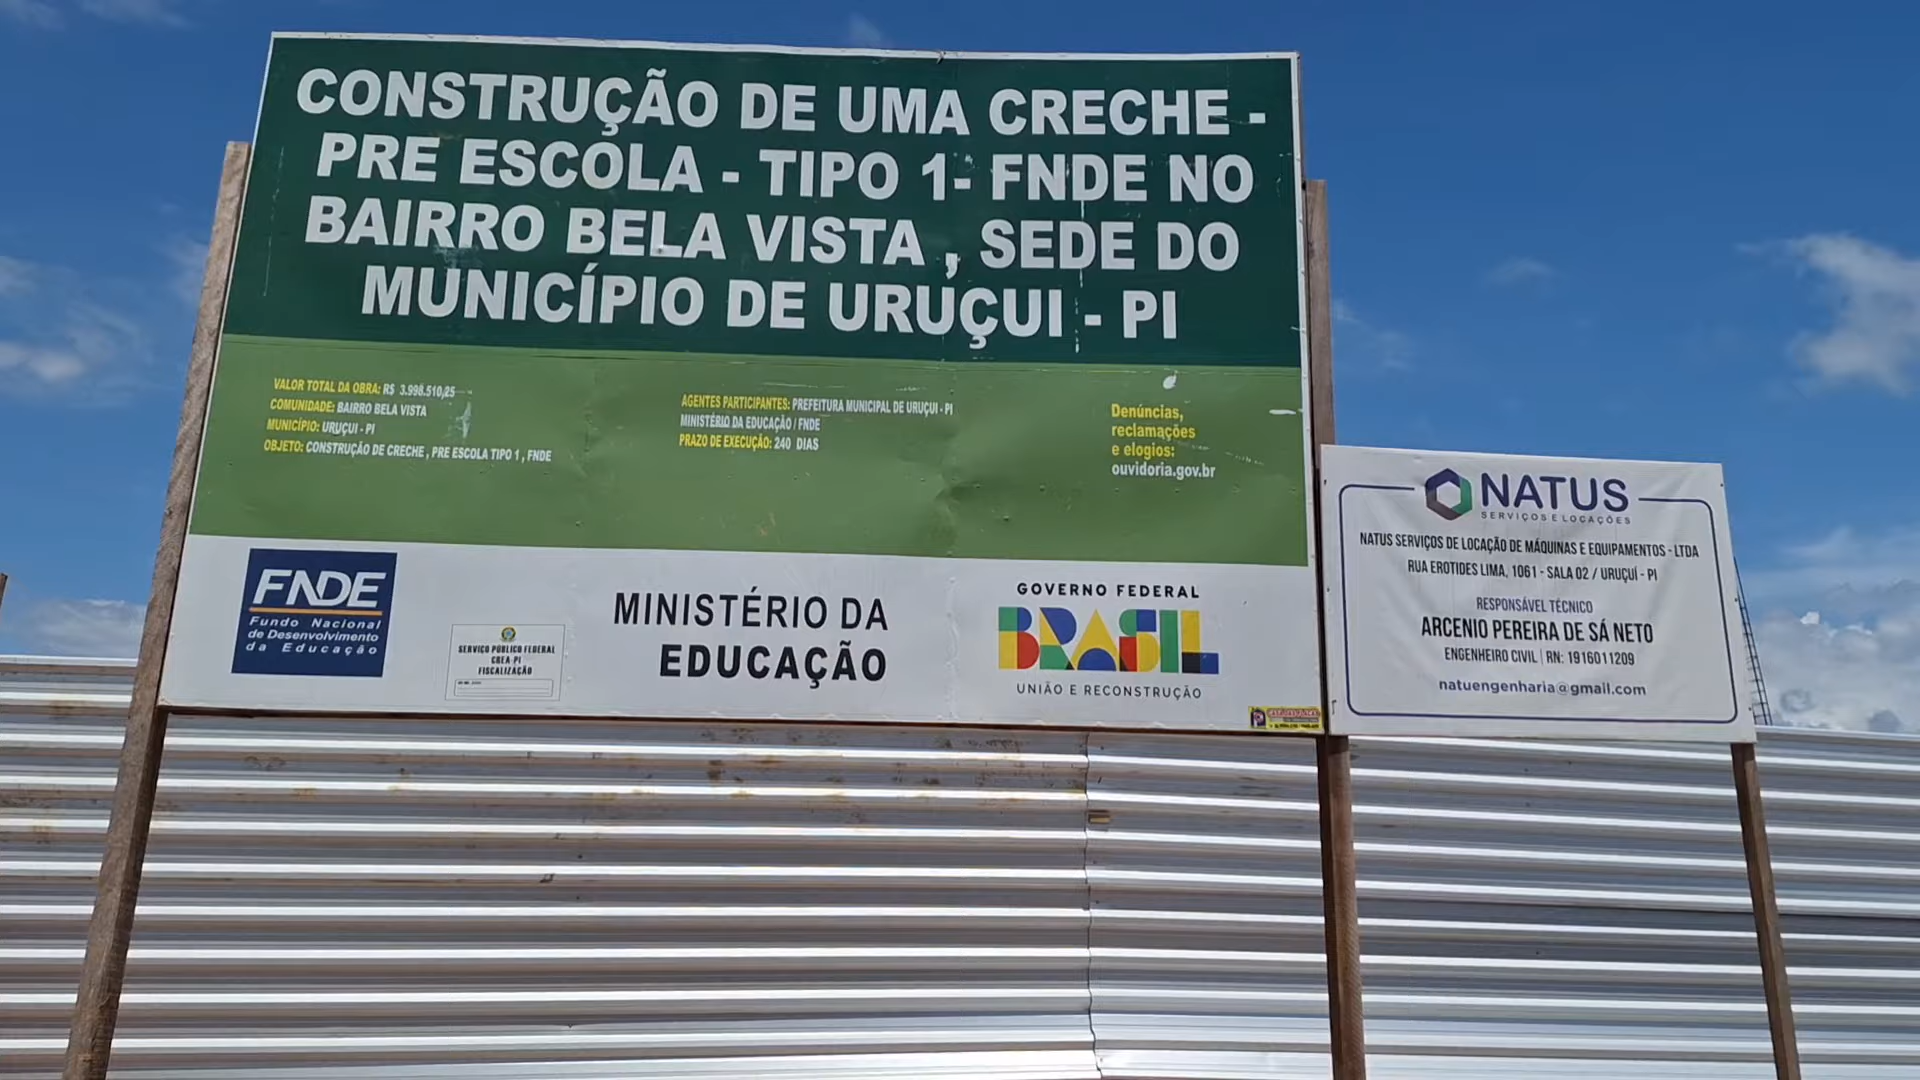 CONSTRUÇÃO DE UMA CRECHE -
PRE ESCOLA - TIPO 1- FNDE NO
BAIRRO BELA VISTA , SEDE DO
MUNICÍPIO DE URUÇUI - PI
VALOR TOTAL DA OBRA: R$ 3.998.510,25
COMUNIDADE: BAIRRO BELA VISTA
MUNICÍPIO: URUÇUI - PI
OBJETO: CONSTRUÇÃO DE CRECHE , PRE ESCOLA TIPO 1 , FNDE
AGENTES PARTICIPANTES: PREFEITURA MUNICIPAL DE URUÇUI - PI
MINISTÉRIO DA EDUCAÇÃO / FNDE
PRAZO DE EXECUÇÃO: 240 DIAS
Denúncias,
reclamações
e elogios:
ouvidoria.gov.br
FNDE
Fundo Nacional
de Desenvolvimento
da Educação
SERVIÇO PÚBLICO FEDERAL
CREA-PI
FISCALIZAÇÃO
MINISTÉRIO DA
EDUCAÇÃO
GOVERNO FEDERAL
BRASIL
UNIÃO E RECONSTRUÇÃO
NATUS
SERVIÇOS E LOCAÇÕES
NATUS SERVIÇOS DE LOCAÇÃO DE MÁQUINAS E EQUIPAMENTOS - LTDA
RUA EROTIDES LIMA, 1061 - SALA 02 / URUÇUÍ - PI
RESPONSÁVEL TÉCNICO
ARCENIO PEREIRA DE SÁ NETO
ENGENHEIRO CIVIL | RN: 1916011209
natuengenharia@gmail.com